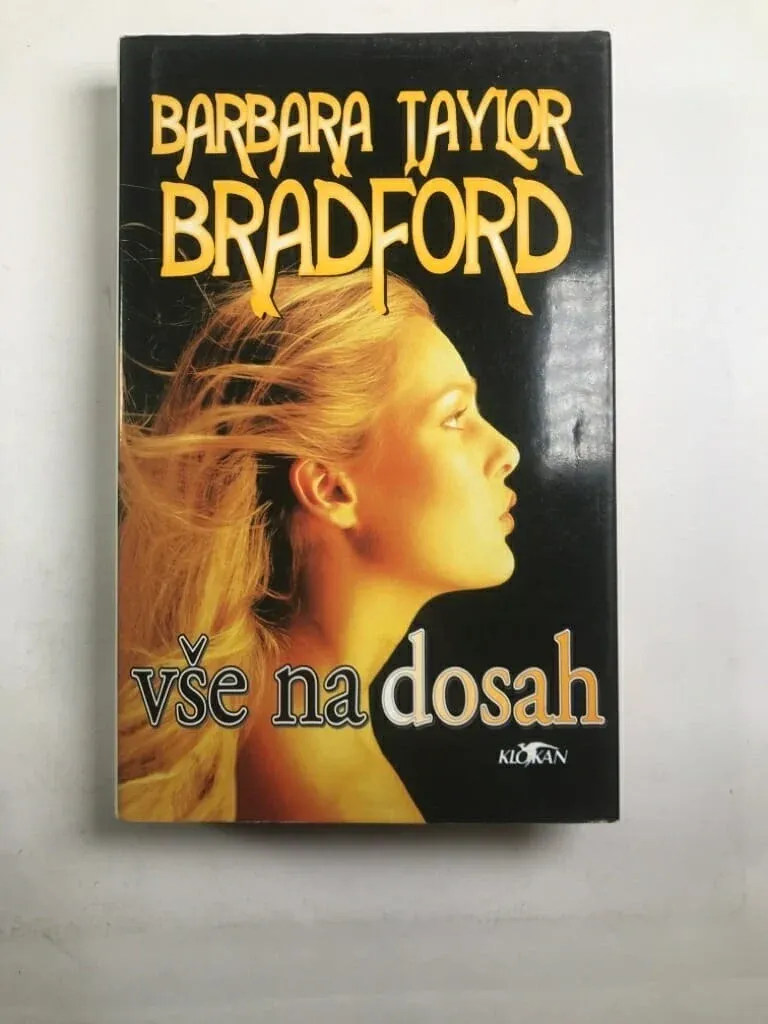 BARBARA TAYLOR
BRADFORD
vše na dosah
KLOKAN